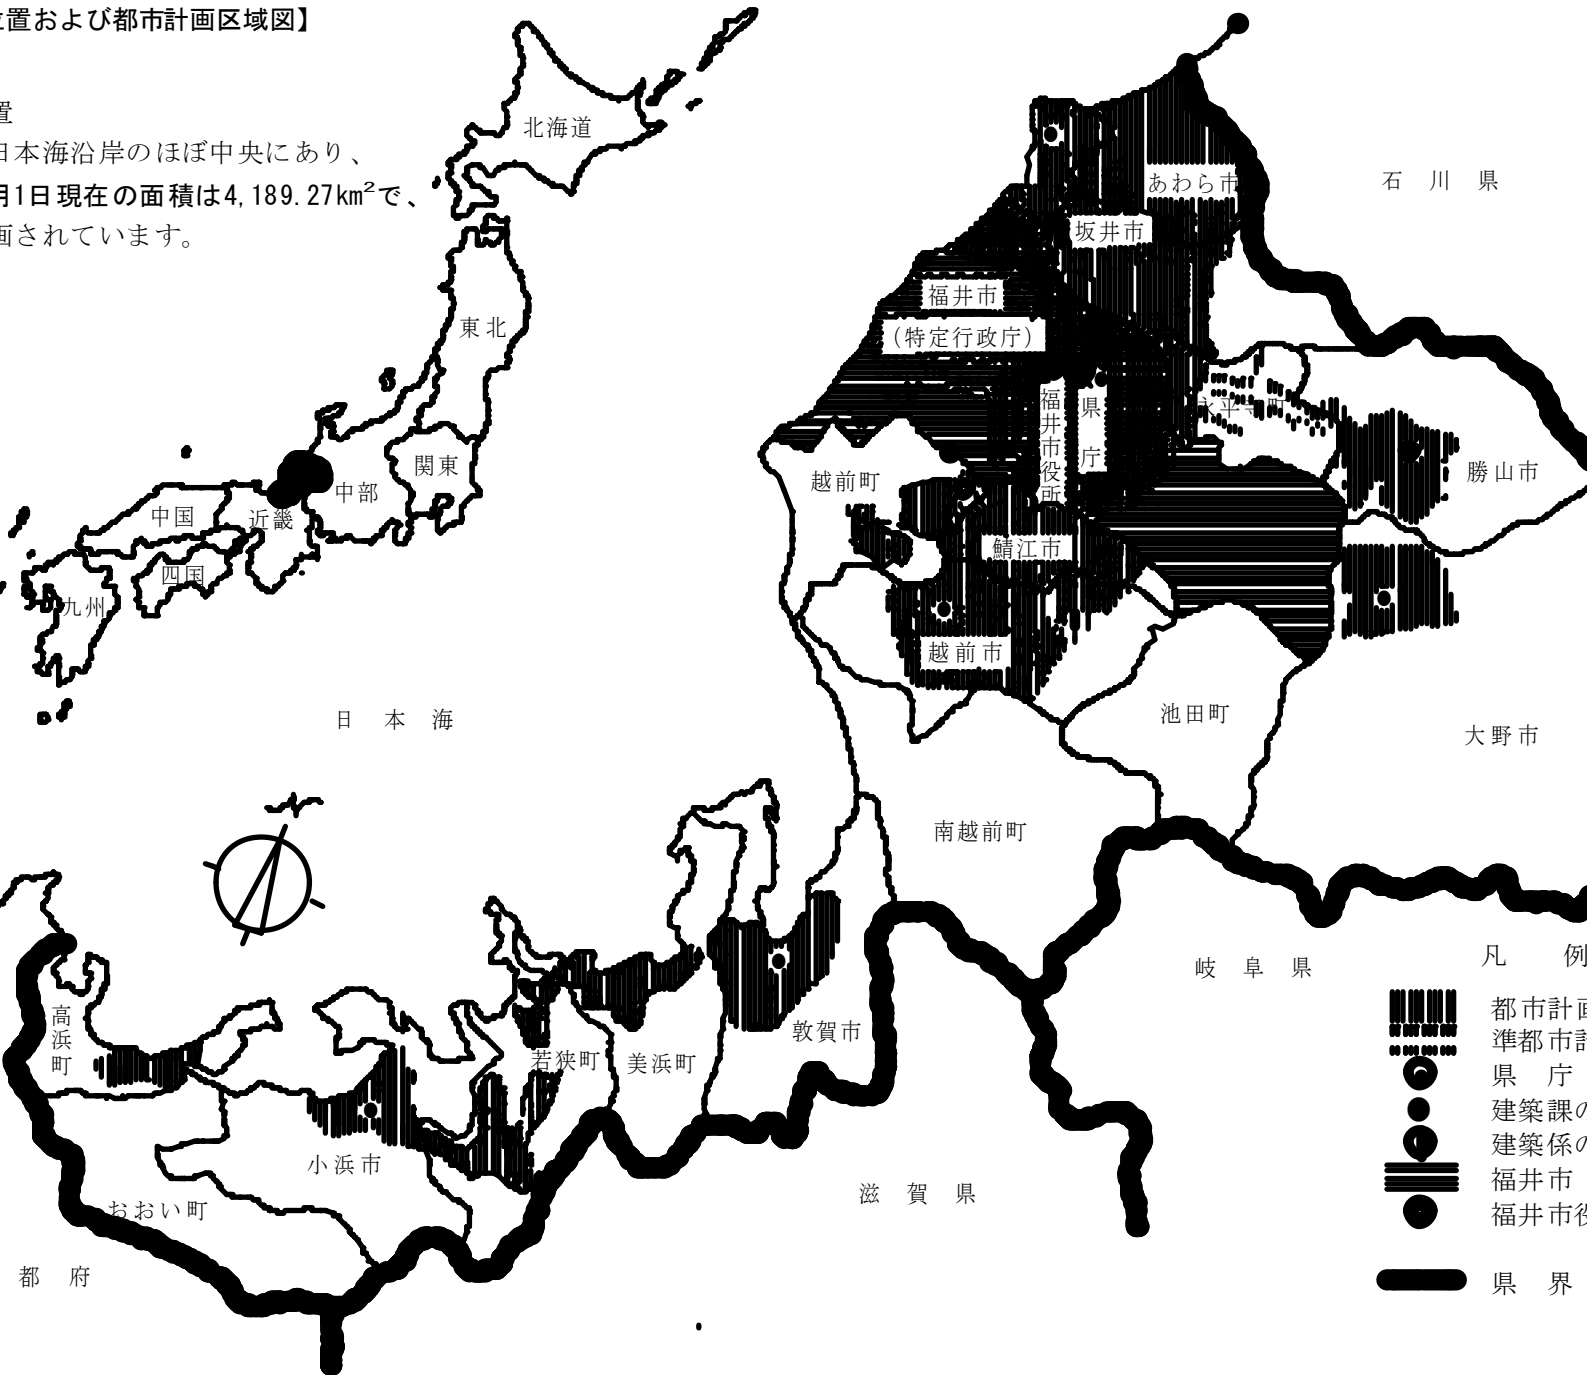 位置および都市計画区域図】
置
日本海沿岸のほぼ中央にあり、
月1日現在の面積は4,189.27km²で、
画されています。
北海道
東北
関東
中部
中国
近畿
四国
九州
日本海
石川県
あわら市
坂井市
福井市
（特定行政庁）
福井市役所
県庁
永平寺町
勝山市
越前町
鯖江市
越前市
池田町
大野市
南越前町
岐阜県
敦賀市
美浜町
若狭町
高浜町
小浜市
おおい町
滋賀県
都府
凡例
都市計画
準都市計
県庁
建築課の
建築係の
福井市
福井市役
県界